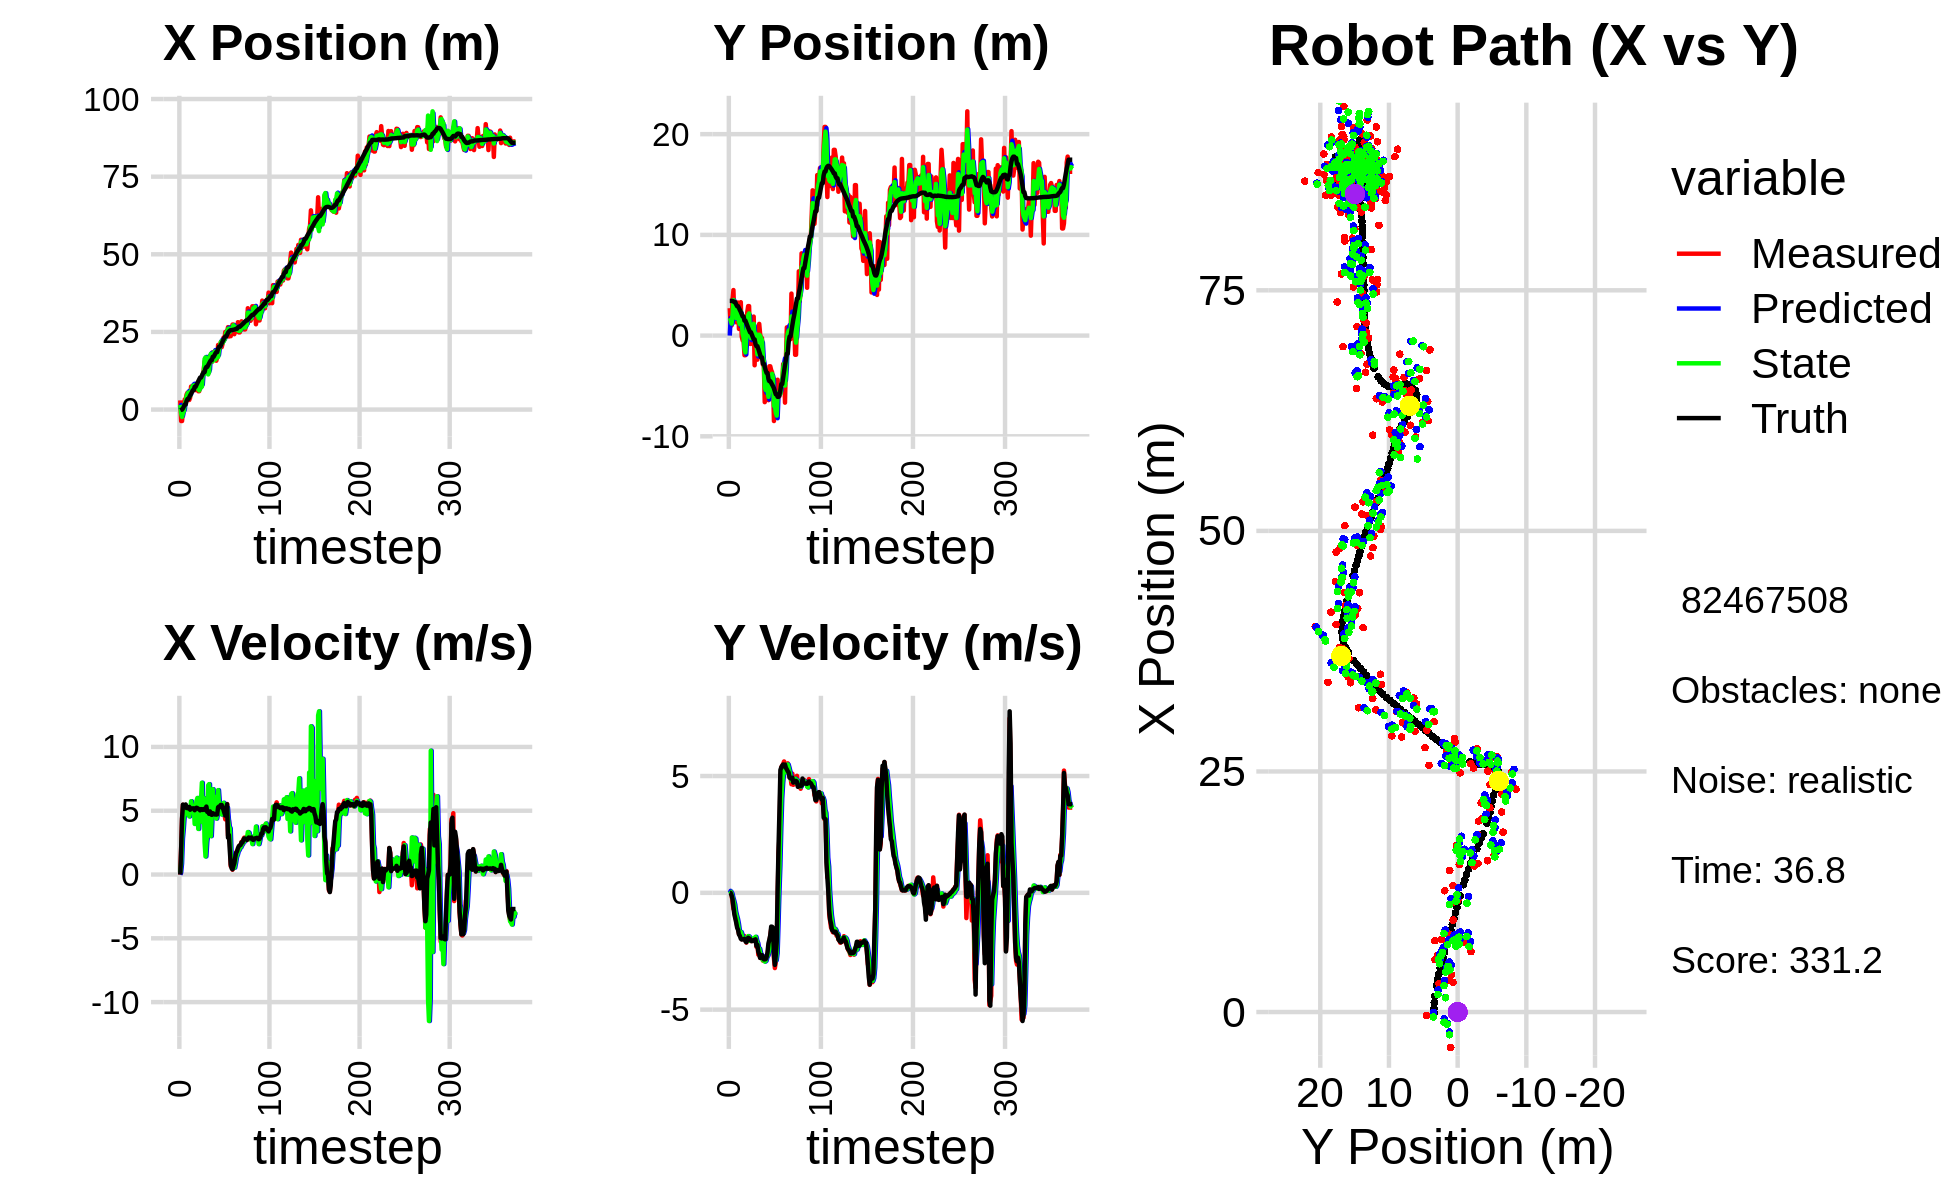 X Position (m)
100
75
50
25
0
0
100
200
300
timestep
Y Position (m)
20
10
0
-10
0
100
200
300
timestep
X Velocity (m/s)
10
5
0
-5
-10
0
100
200
300
timestep
Y Velocity (m/s)
5
0
-5
0
100
200
300
timestep
Robot Path (X vs Y)
X Position (m)
75
50
25
0
20 10 0 -10 -20
Y Position (m)
variable
Measured
Predicted
State
Truth
82467508
Obstacles: none
Noise: realistic
Time: 36.8
Score: 331.2